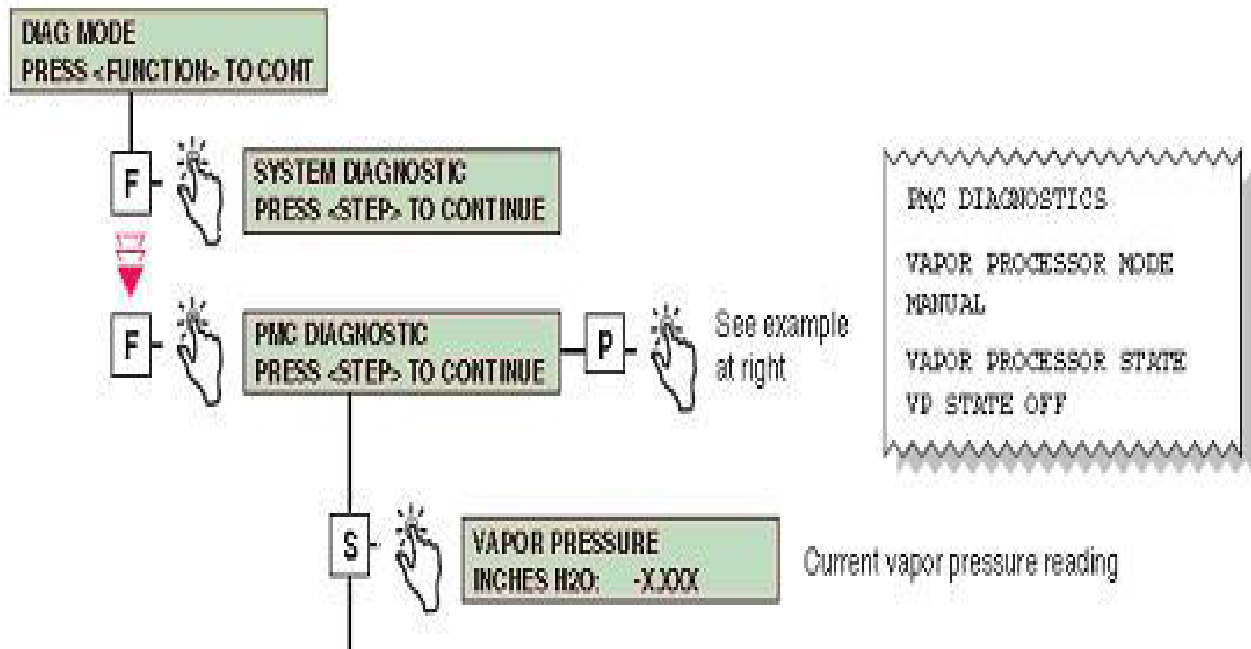 DIAG MODE
PRESS <FUNCTION> TO CONT
F
SYSTEM DIAGNOSTIC
PRESS <STEP> TO CONTINUE
F
PMC DIAGNOSTIC
PRESS <STEP> TO CONTINUE
P
See example
at right
S
VAPOR PRESSURE
INCHES H2O: -X.XXX
Current vapor pressure reading
PMC DIAGNOSTICS
VAPOR PROCESSOR MODE
MANUAL
VAPOR PROCESSOR STATE
VP STATE OFF